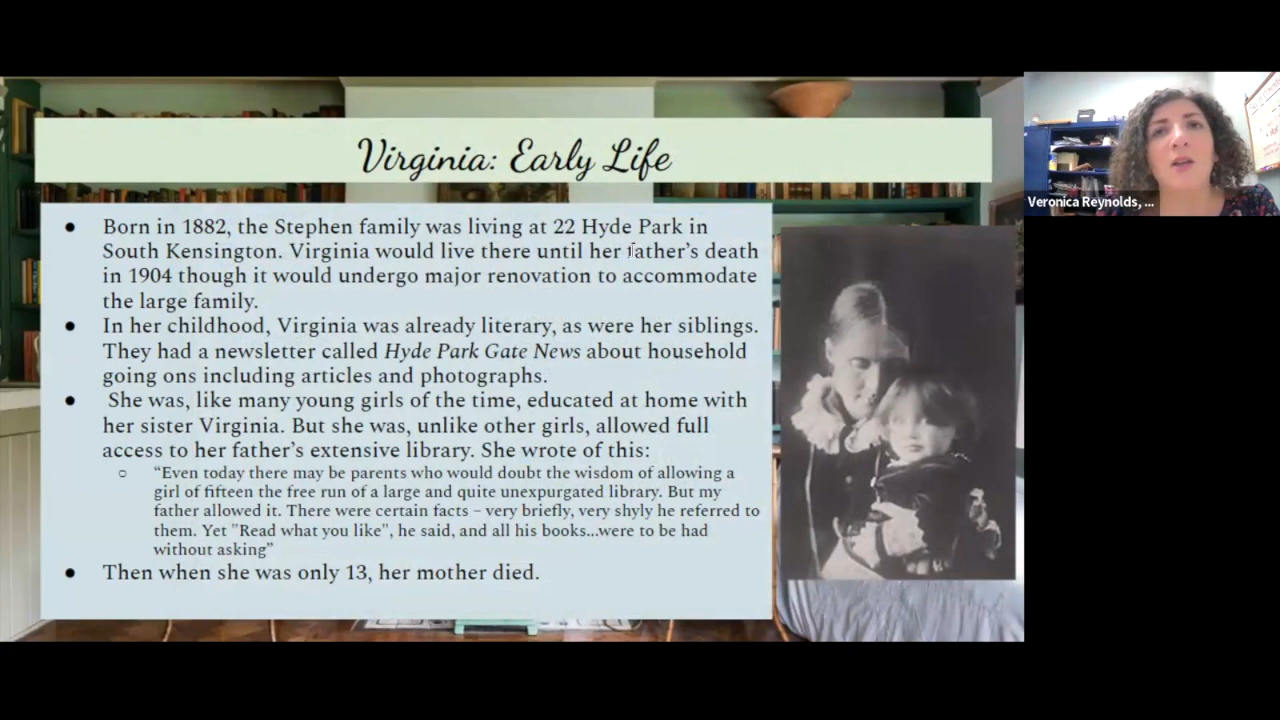 Virginia: Early Life
● Born in 1882, the Stephen family was living at 22 Hyde Park in
South Kensington. Virginia would live there until her father's death
in 1904 though it would undergo major renovation to accommodate
the large family.
● In her childhood, Virginia was already literary, as were her siblings.
They had a newsletter called Hyde Park Gate News about household
going ons including articles and photographs.
● She was, like many young girls of the time, educated at home with
her sister Virginia. But she was, unlike other girls, allowed full
access to her father's extensive library. She wrote of this:
○ “Even today there may be parents who would doubt the wisdom of allowing a
girl of fifteen the free run of a large and quite unexpurgated library. But my
father allowed it. There were certain facts – very briefly, very shyly he referred to
them. Yet "Read what you like", he said, and all his books...were to be had
without asking”
● Then when she was only 13, her mother died.
Veronica Reynolds, ...